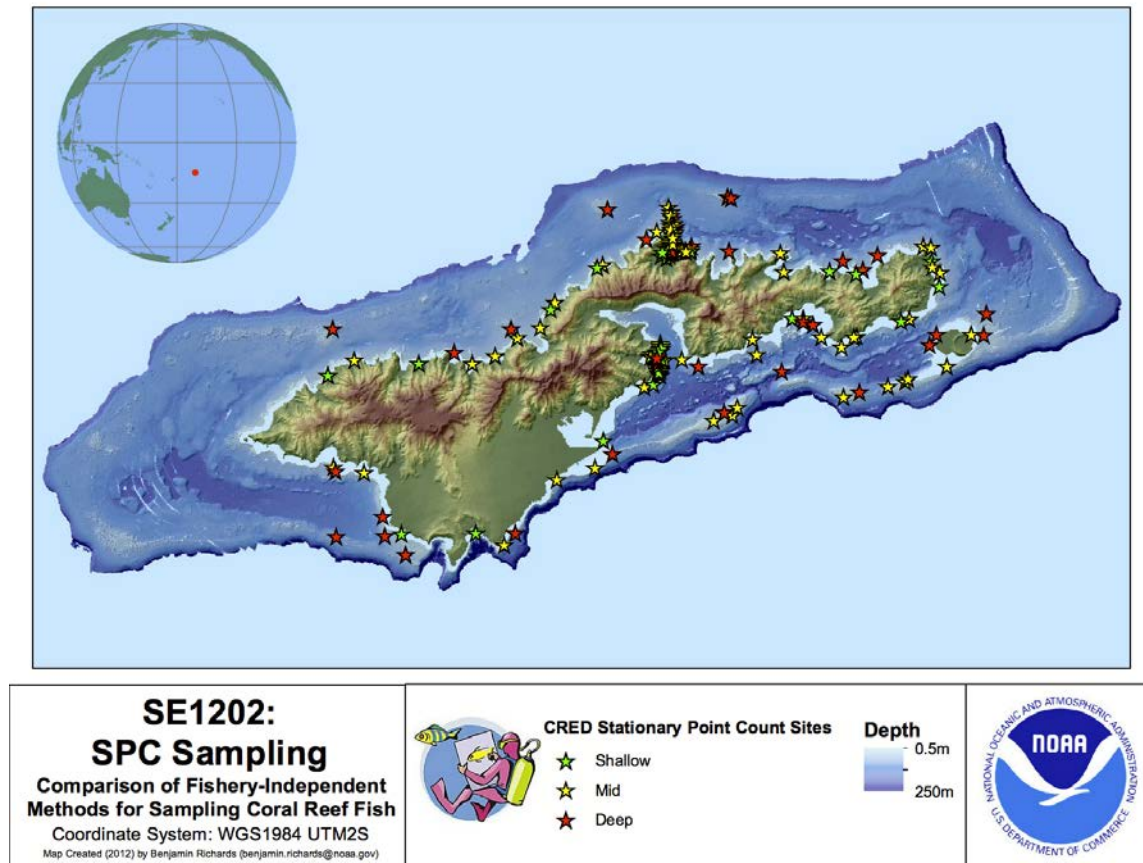 SE1202:
SPC Sampling
Comparison of Fishery-Independent
Methods for Sampling Coral Reef Fish
Coordinate System: WGS1984 UTM2S
Map Created (2012) by Benjamin Richards (benjamin.richards@noaa.gov)
CRED Stationary Point Count Sites
Shallow
Mid
Deep
Depth
0.5m
250m
NATIONAL OCEANIC AND ATMOSPHERIC ADMINISTRATION
NOAA
U.S. DEPARTMENT OF COMMERCE